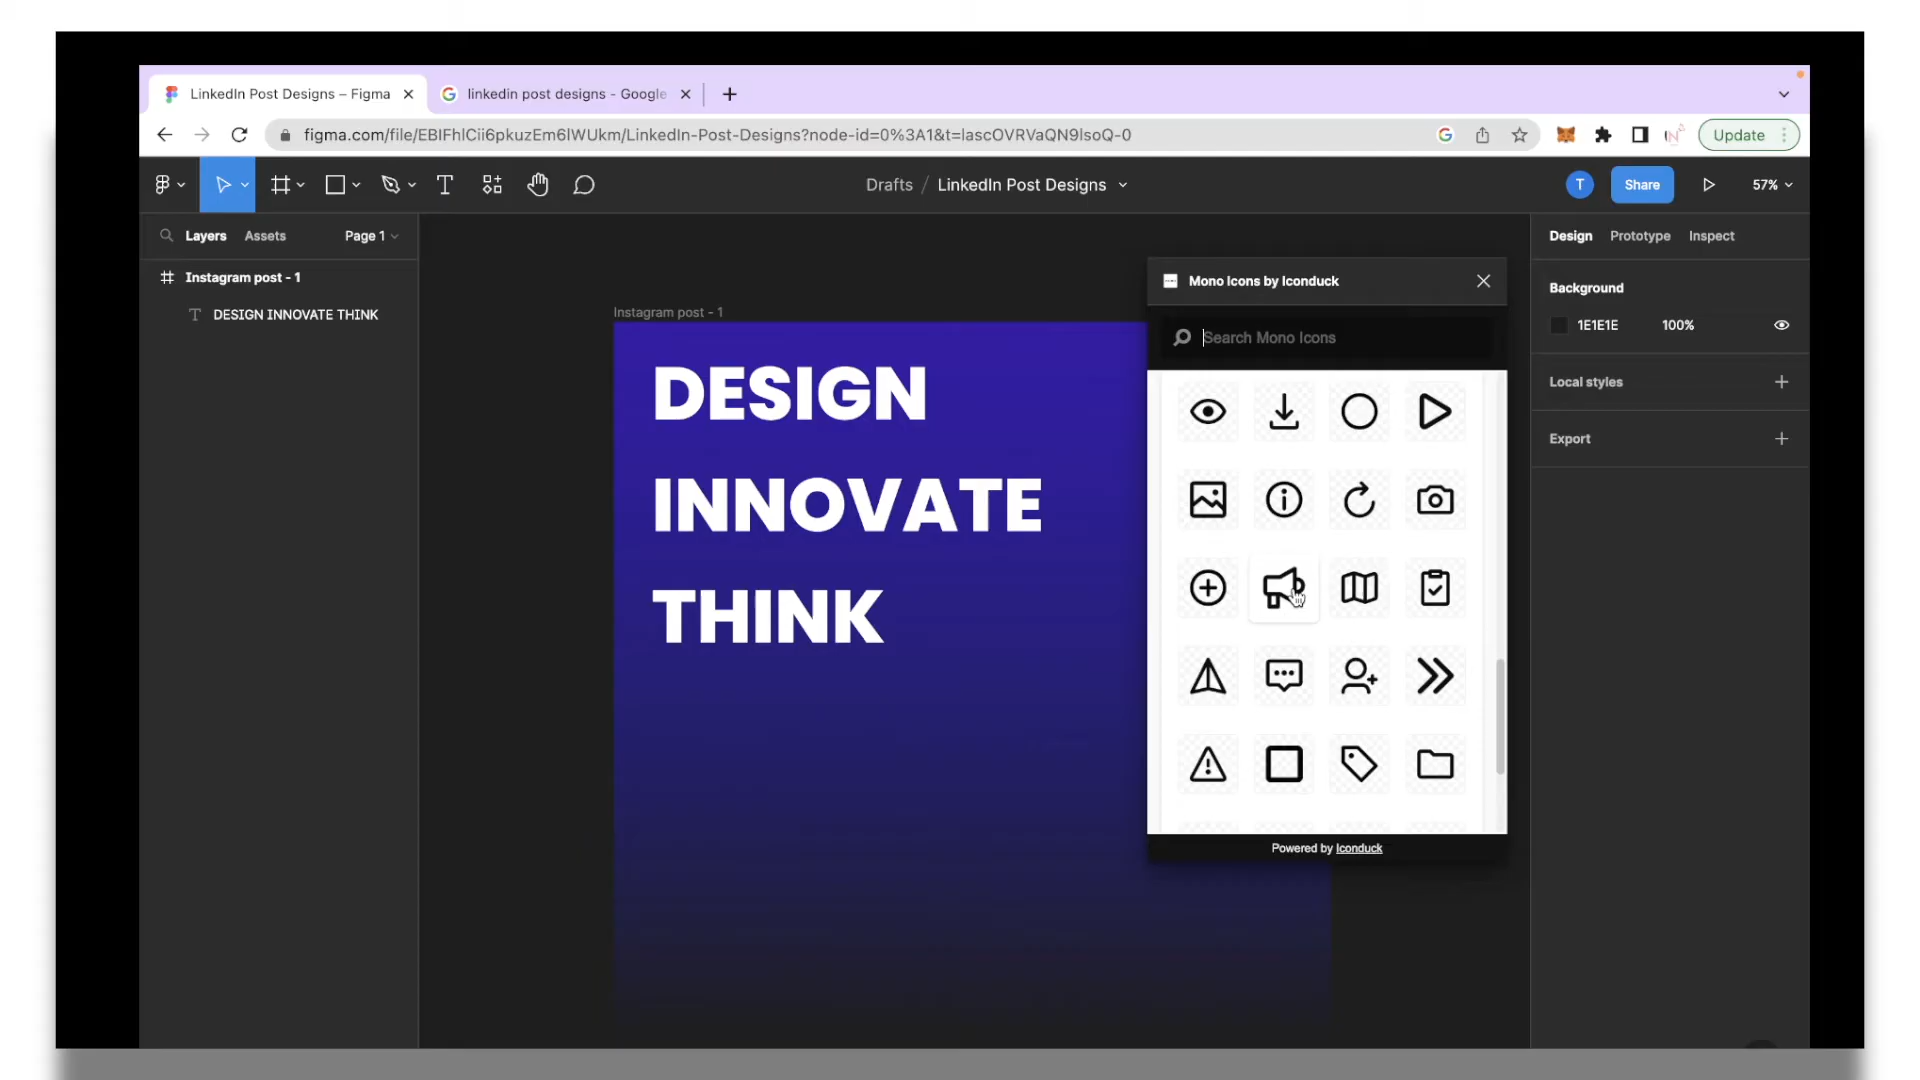 LinkedIn Post Designs – Figma
linkedin post designs - Google
figma.com/file/EBIFhlCii6pkuzEm6lWUkm/LinkedIn-Post-Designs?node-id=0%3A1&t=lascOVRVaQN9lsoQ-0
Update
Drafts / LinkedIn Post Designs
T
Share
57%
Layers
Assets
Page 1
Design
Prototype
Inspect
Instagram post - 1
DESIGN INNOVATE THINK
Background
1E1E1E
100%
Local styles
Export
Instagram post - 1
DESIGN
INNOVATE
THINK
Mono Icons by Iconduck
Search Mono Icons
Powered by Iconduck